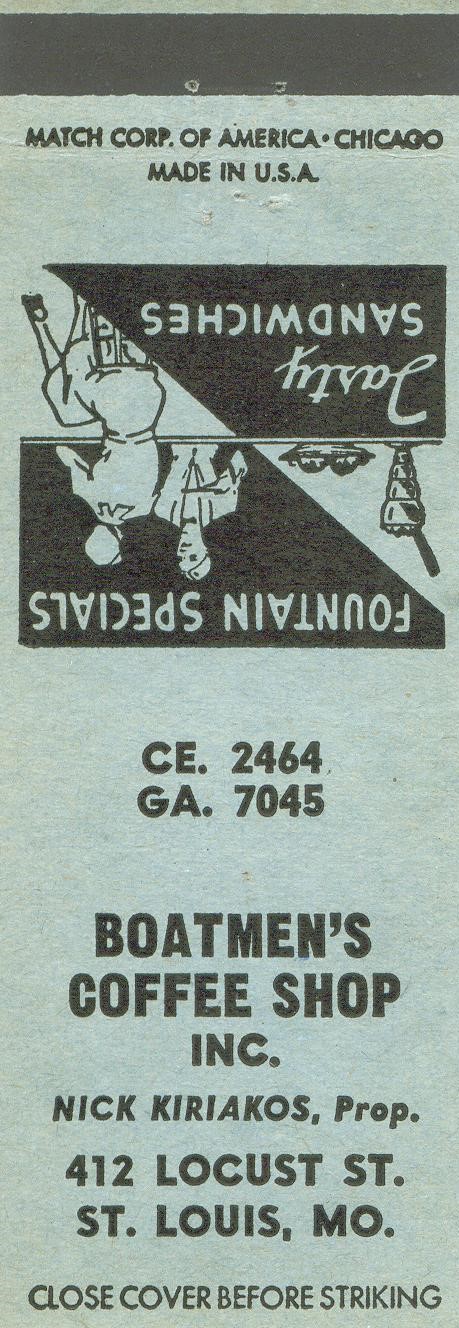 MATCH CORP. OF AMERICA • CHICAGO
MADE IN U.S.A.
FOUNTAIN SPECIALS
Tasty
SANDWICHES
CE. 2464
GA. 7045
BOATMEN'S
COFFEE SHOP
INC.
NICK KIRIAKOS, Prop.
412 LOCUST ST.
ST. LOUIS, MO.
CLOSE COVER BEFORE STRIKING